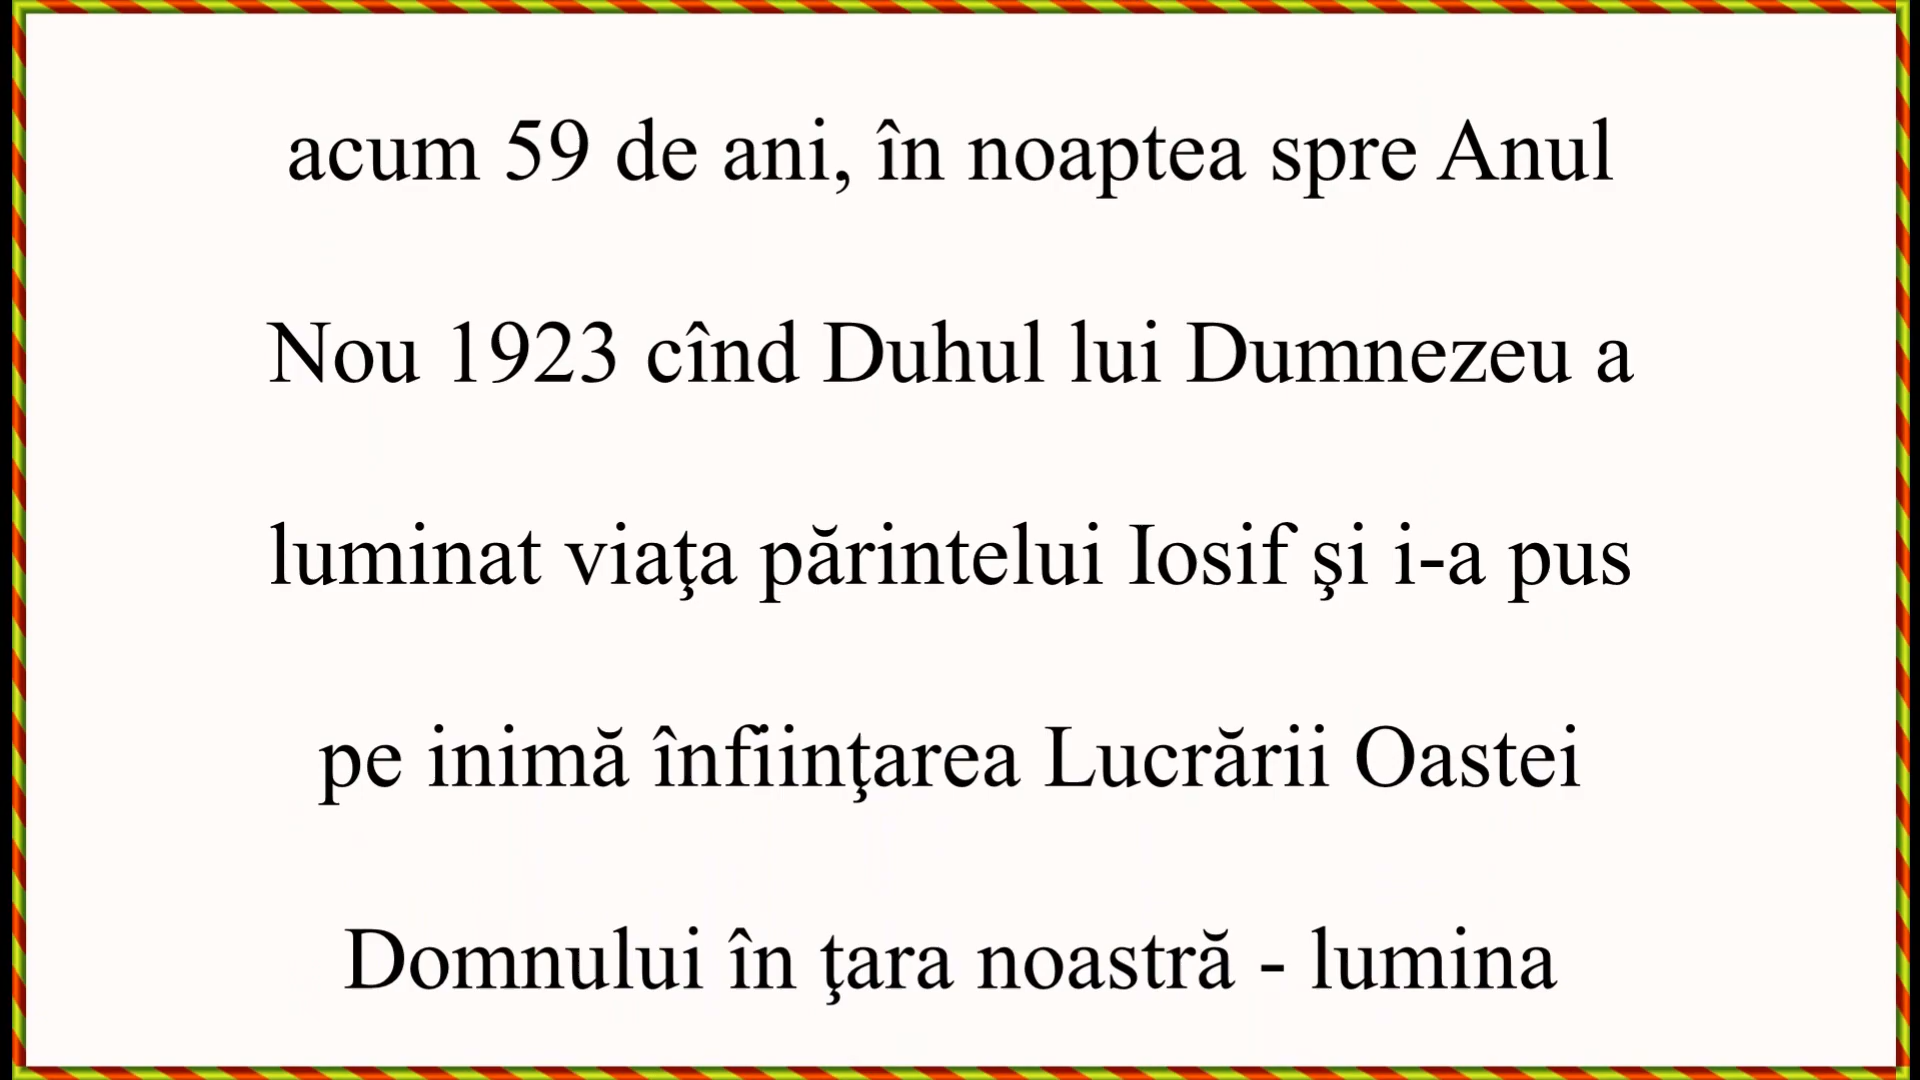 acum 59 de ani, în noaptea spre Anul
Nou 1923 cînd Duhul lui Dumnezeu a
luminat viaţa părintelui Iosif şi i-a pus
pe inimă înfiinţarea Lucrării Oastei
Domnului în ţara noastră - lumina